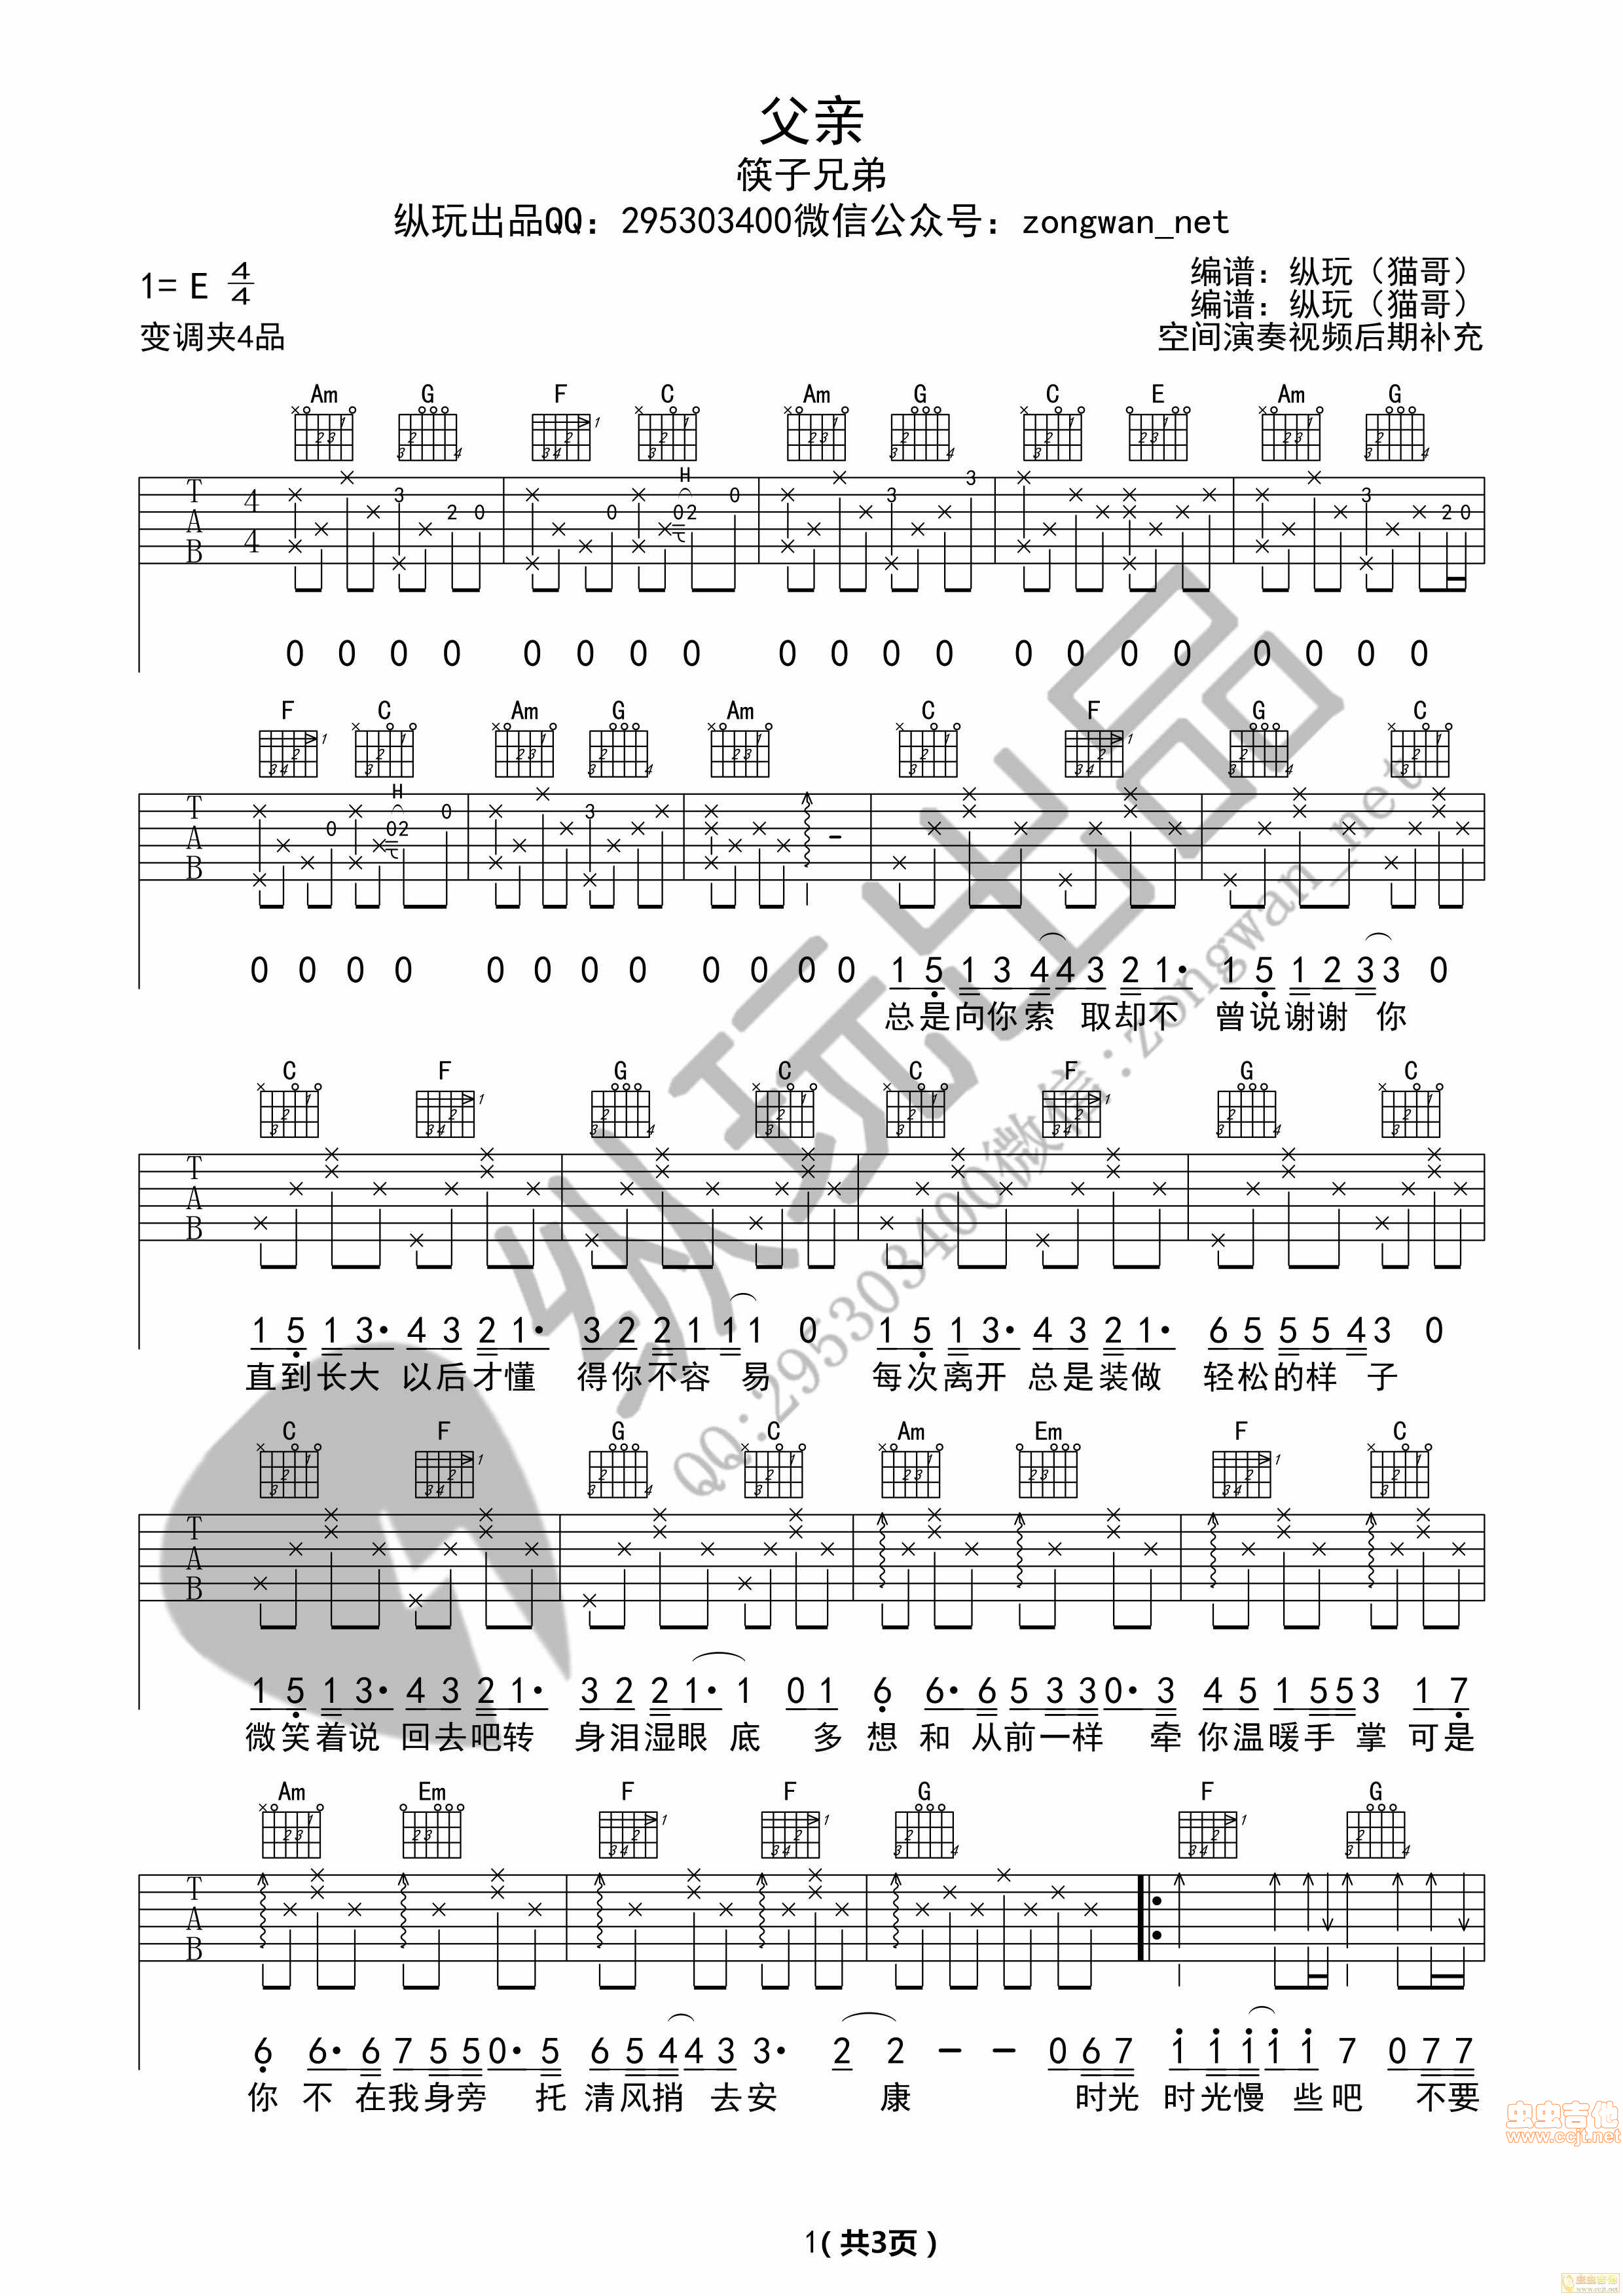 父亲
筷子兄弟
纵玩出品QQ：295303400微信公众号：zongwan_net
1= E 4/4
编谱：纵玩（猫哥）
编谱：纵玩（猫哥）
变调夹4品
空间演奏视频后期补充
Am G F C Am G C E Am G
H
T A B 4 4 3 2 0 0 0 2 0 3 3 3 2 0
0 0 0 0 0 0 0 0 0 0 0 0 0 0 0 0 0 0 0 0
F C Am G Am C F G C
H
T A B 0 0 2 0 3
0 0 0 0 0 0 0 0 0 0 0 0 1 5 1 3 4 4 3 2 1· 1 5 1 2 3 3 0
总是向你索 取却不 曾说谢谢 你
C F G C C F G C
T A B
1 5 1 3· 4 3 2 1· 3 2 2 1 1 1 0 1 5 1 3· 4 3 2 1· 6 5 5 5 4 3 0
直到长大 以后才懂 得你不容 易 每次离开 总是装做 轻松的样 子
C F G C Am Em F C
T A B
1 5 1 3· 4 3 2 1· 3 2 2 1· 1 0 1 6 6· 6 5 3 3 0· 3 4 5 1 5 5 3 1 7
微笑着说 回去吧转 身泪湿眼 底 多 想 和 从前一样 牵 你温暖手 掌 可是
Am Em F F G F G
T A B
6 6· 6 7 5 5 0· 5 6 5 4 4 3 3· 2 2 – – 0 6 7 1 1 1 1 1 7 0 7 7
你 不 在我身旁 托 清风捎 去安 康 时光 时光慢 些吧 不要
1(共3页)
纵玩出品
QQ:295303400微信:zongwan_net
虫虫吉他
www.ccjt.net
虫虫吉他
www.ccjt.net